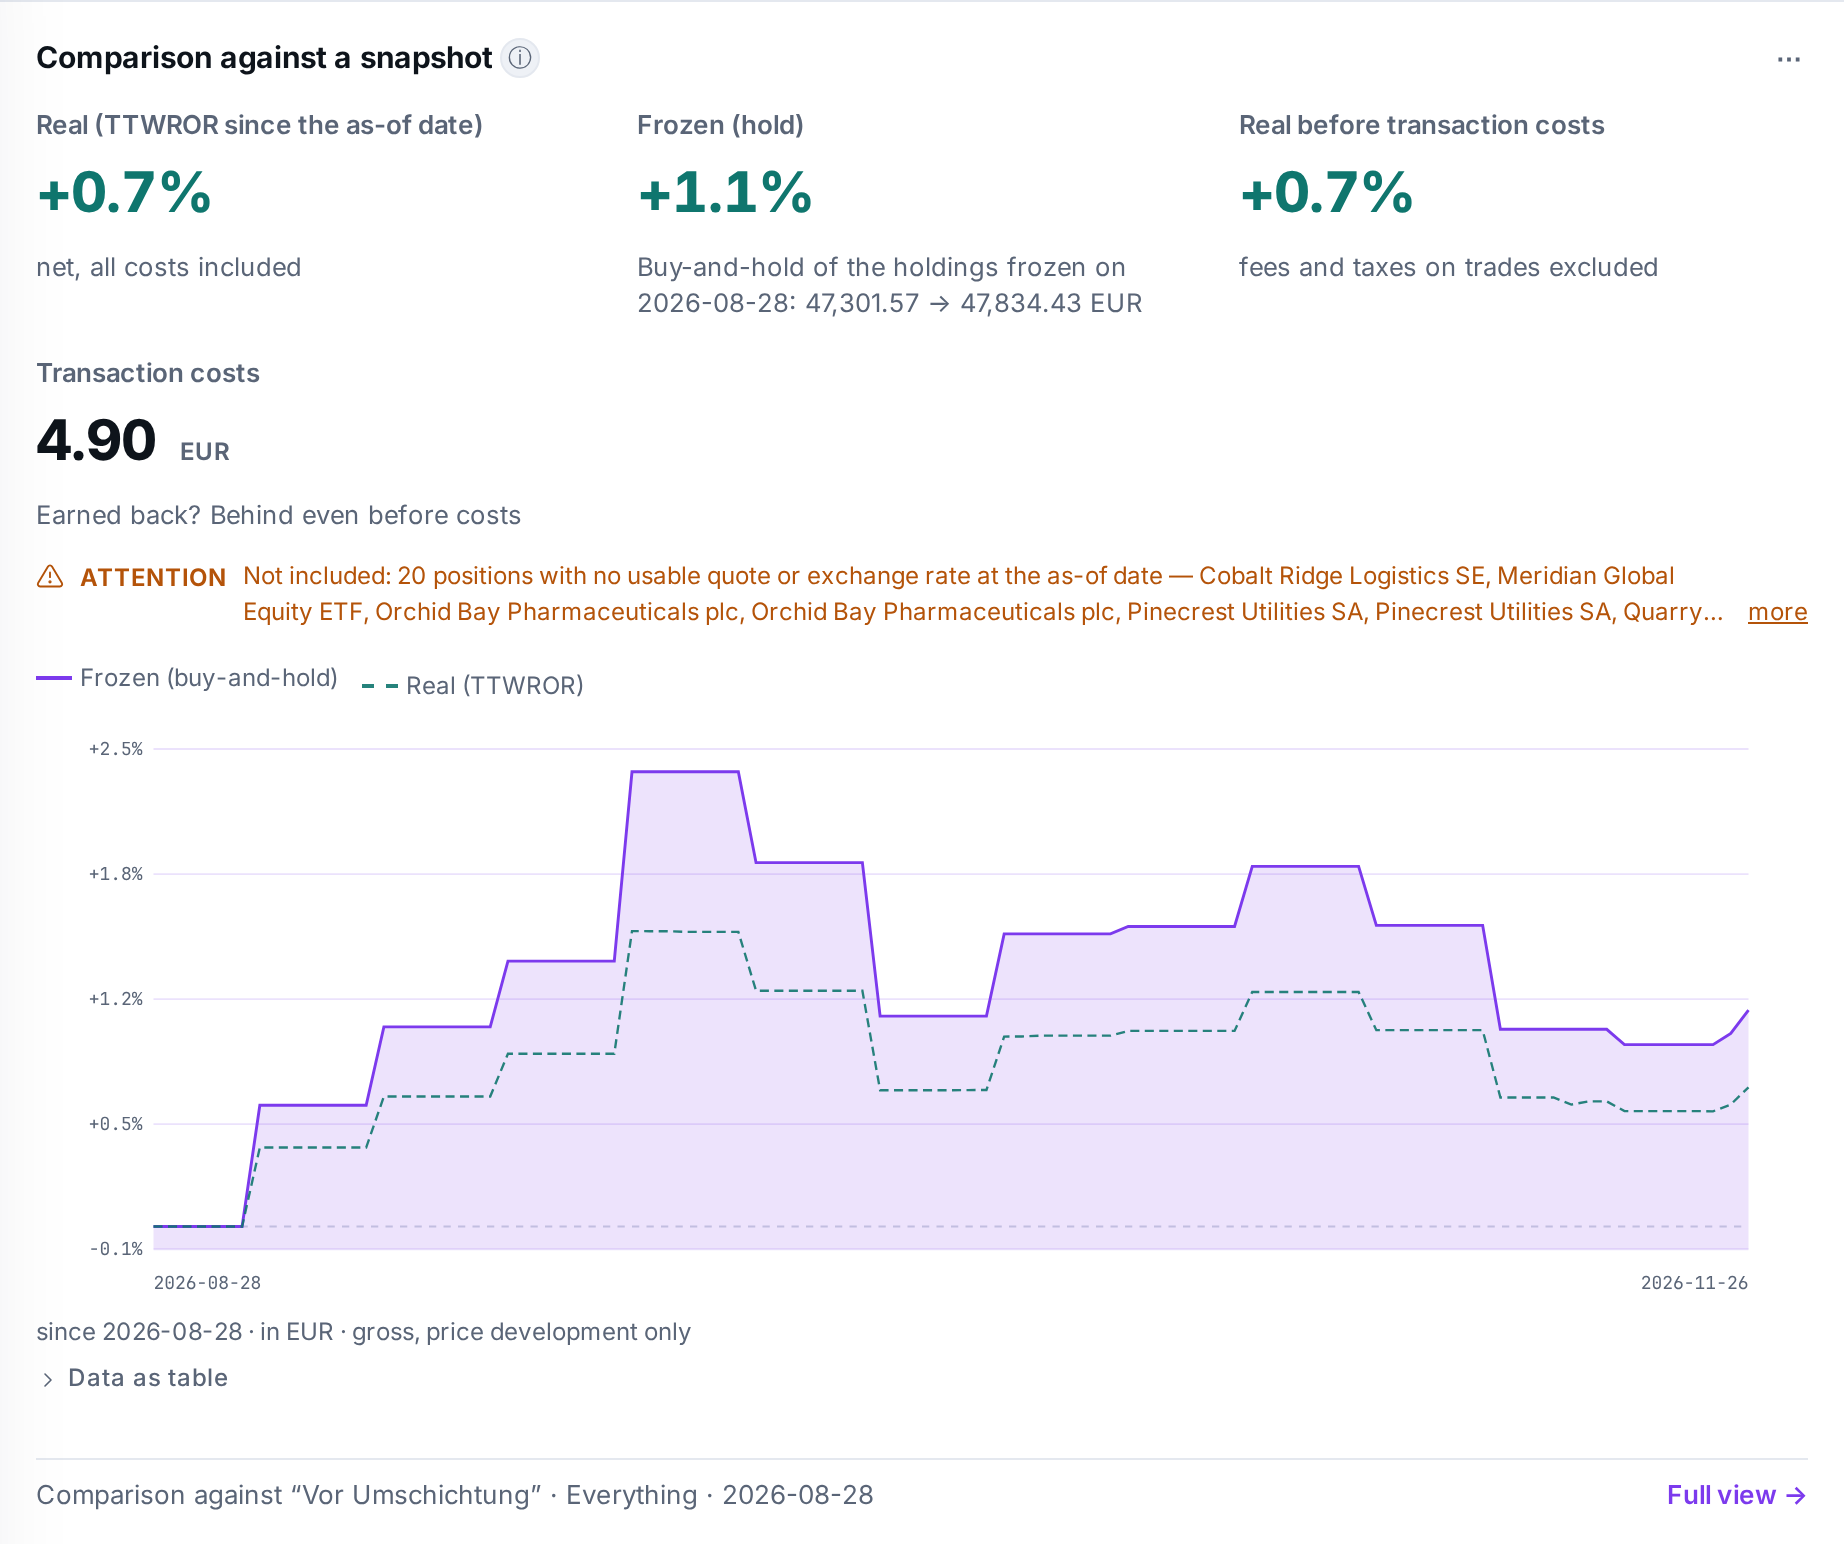 Comparison against a snapshot ⓘ
...
Real (TTWROR since the as-of date)
+0.7%
net, all costs included
Frozen (hold)
+1.1%
Buy-and-hold of the holdings frozen on
2026-08-28: 47,301.57 → 47,834.43 EUR
Real before transaction costs
+0.7%
fees and taxes on trades excluded
Transaction costs
4.90 EUR
Earned back? Behind even before costs
ATTENTION Not included: 20 positions with no usable quote or exchange rate at the as-of date — Cobalt Ridge Logistics SE, Meridian Global
Equity ETF, Orchid Bay Pharmaceuticals plc, Orchid Bay Pharmaceuticals plc, Pinecrest Utilities SA, Pinecrest Utilities SA, Quarry... more
Frozen (buy-and-hold) Real (TTWROR)
+2.5%
+1.8%
+1.2%
+0.5%
-0.1%
2026-08-28 2026-11-26
since 2026-08-28 · in EUR · gross, price development only
Data as table
Comparison against “Vor Umschichtung” · Everything · 2026-08-28
Full view →